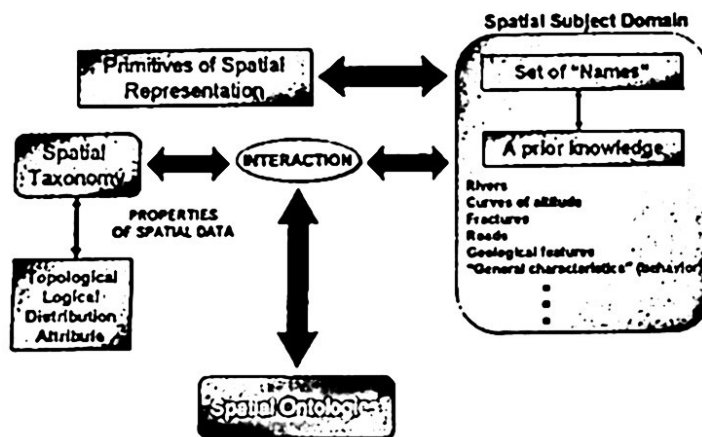 Spatial Subject Domain
Primitives of Spatial
Representation
Set of "Names"
A prior knowledge
Spatial
Taxonomy
INTERACTION
PROPERTIES
OF SPATIAL DATA
Rivers
Curves of altitude
Fractures
Roads
Geological features
"General characteristics" (behavior)
Topological
Logical
Distribution
Attribute
Spatial Ontologies